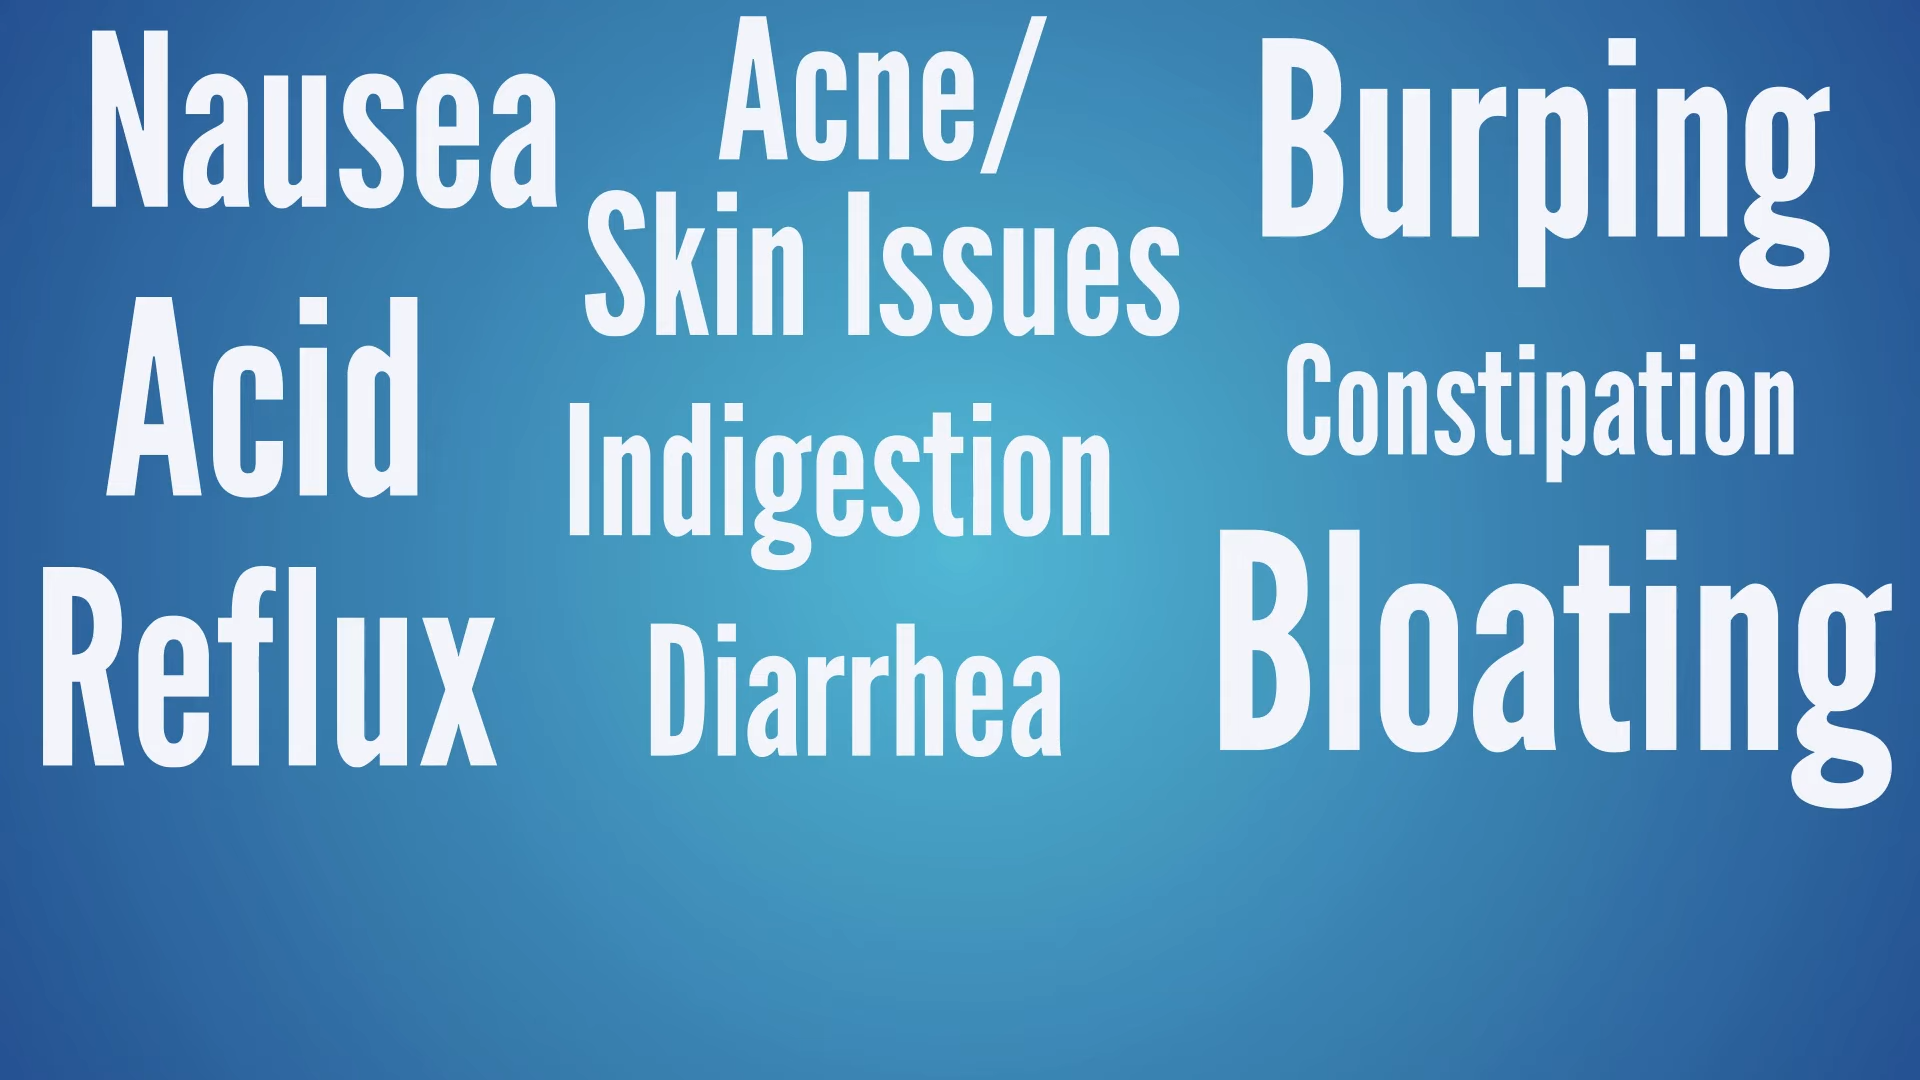 Nausea
Acid
Reflux
Acne/
Skin Issues
Indigestion
Diarrhea
Burping
Constipation
Bloating